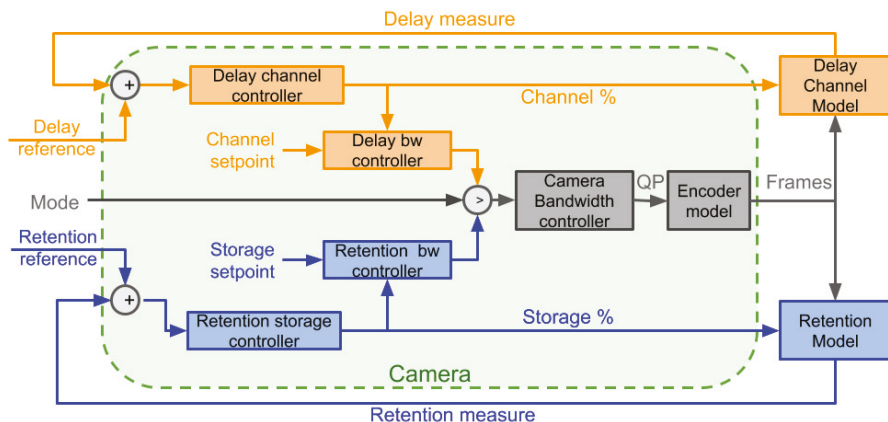 Delay measure
+
Delay channel
controller
Delay
Channel
Model
Channel %
Delay
reference
Channel
setpoint
Delay bw
controller
Mode
>
Camera
Bandwidth
controller
QP
Encoder
model
Frames
Retention
reference
Storage
setpoint
Retention bw
controller
+
Retention storage
controller
Storage %
Retention
Model
Camera
Retention measure